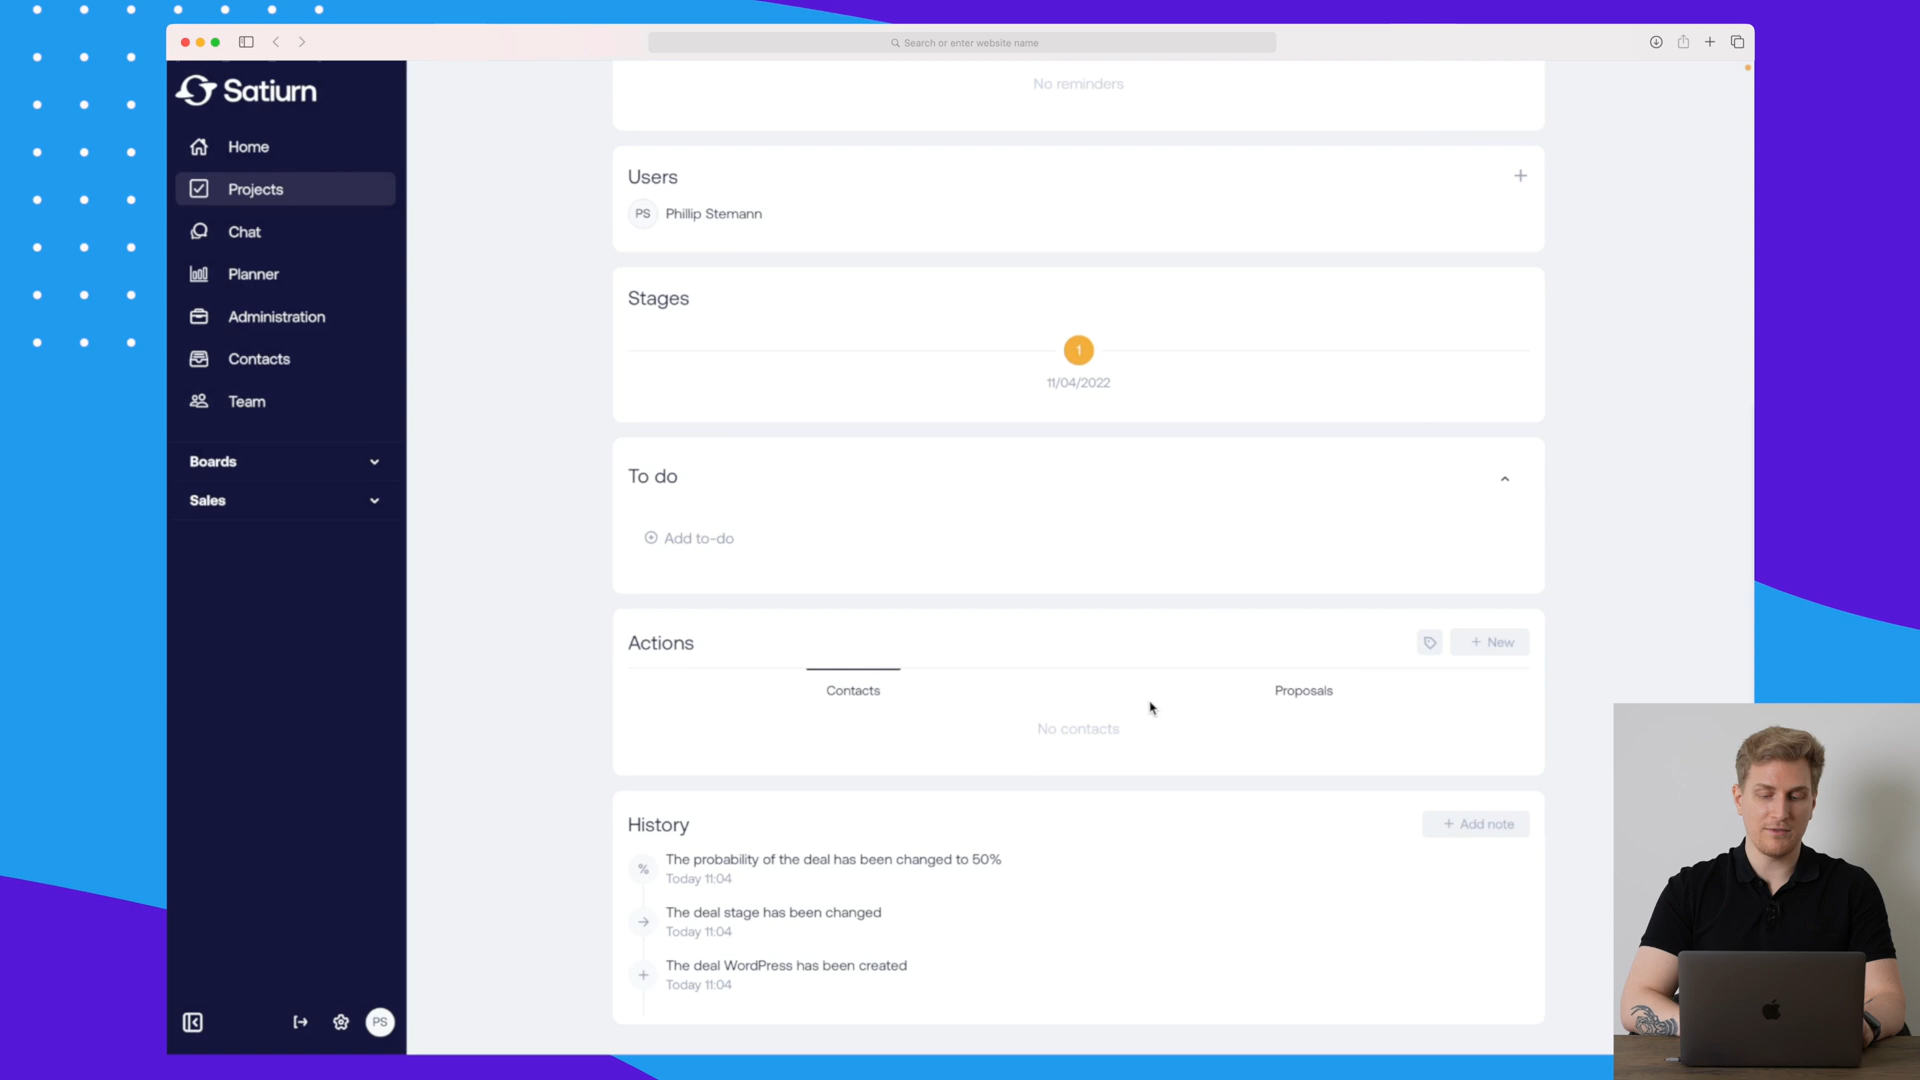 Search or enter website name
Satiurn
Home
Projects
Chat
Planner
Administration
Contacts
Team
Boards
Sales
PS
No reminders
Users
PS Phillip Stemann
Stages
1
11/04/2022
To do
Add to-do
Actions
+ New
Contacts
Proposals
No contacts
History
+ Add note
% The probability of the deal has been changed to 50%
Today 11:04
The deal stage has been changed
Today 11:04
The deal WordPress has been created
Today 11:04